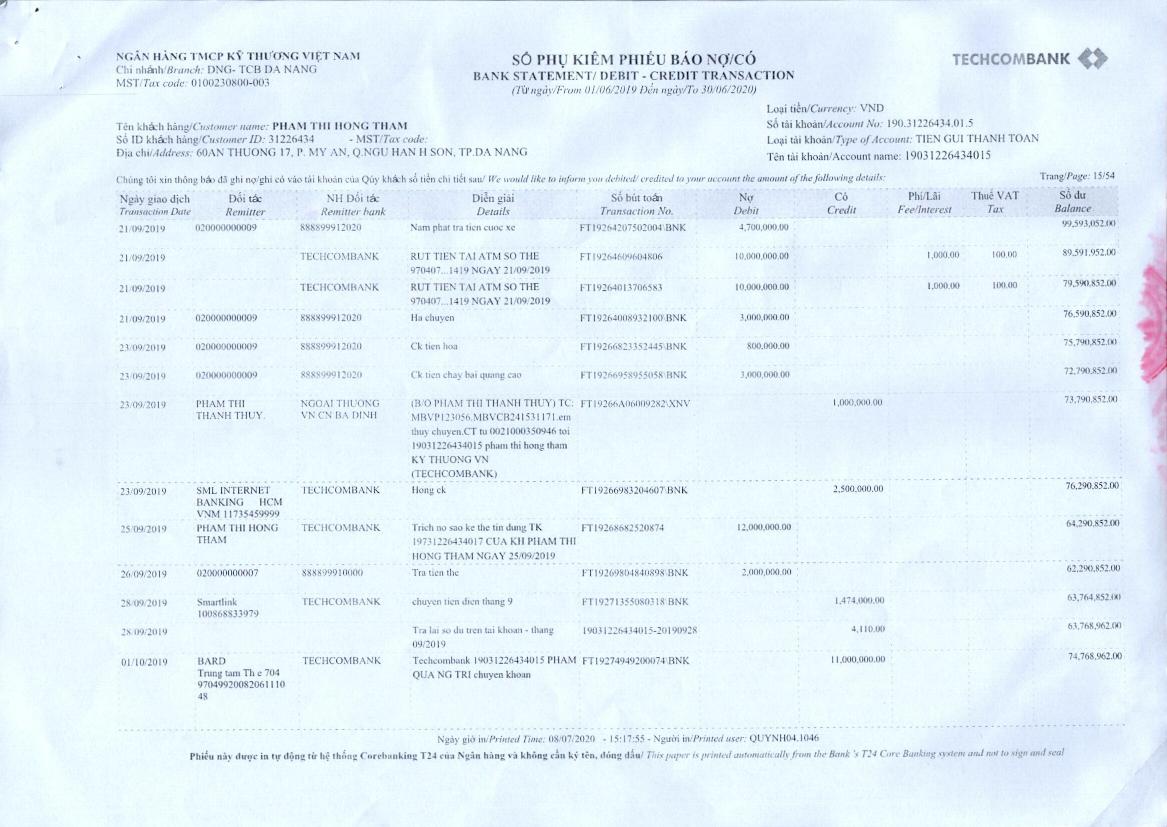 NGÂN HÀNG TMCP KỸ THƯƠNG VIỆT NAM
Chi nhánh/Branch: DNG- TCB DA NANG
MST/Tax code: 0100230800-003
SỔ PHỤ KIÊM PHIẾU BÁO NỢ/CÓ
BANK STATEMENT/ DEBIT - CREDIT TRANSACTION
(Từ ngày/From 01/06/2019 Đến ngày/To 30/06/2020)
TECHCOMBANK
Loại tiền/Currency: VND
Số tài khoản/Account No: 190.31226434.01.5
Loại tài khoản/Type of Account: TIEN GUI THANH TOAN
Tên tài khoản/Account name: 19031226434015
Tên khách hàng/Customer name: PHAM THI HONG THAM
Số ID khách hàng/Customer ID: 31226434 - MST/Tax code:
Địa chỉ/Address: 60AN THUONG 17, P. MY AN, Q.NGU HAN H SON, TP.DA NANG
Chúng tôi xin thông báo đã ghi nợ/ghi có vào tài khoản của Qúy khách số tiền chi tiết sau/ We would like to inform you debited/ credited to your account the amount of the following details:
Trang/Page: 15/54
Ngày giao dịch Đối tác NH Đối tác Diễn giải Số bút toán Nợ Có Phí/Lãi Thuế VAT Số dư
Transaction Date Remitter Remitter bank Details Transaction No. Debit Credit Fee/Interest Tax Balance
21/09/2019 020000000009 888899912020 Nam phat tra tien cuoc xe FT19264207502004\BNK 4,700,000.00 99,593,052.00
21/09/2019 TECHCOMBANK RUT TIEN TAI ATM SO THE FT19264609604806 10,000,000.00 1,000.00 100.00 89,591,952.00
970407...1419 NGAY 21/09/2019
21/09/2019 TECHCOMBANK RUT TIEN TAI ATM SO THE FT19264013706583 10,000,000.00 1,000.00 100.00 79,590,852.00
970407...1419 NGAY 21/09/2019
21/09/2019 020000000009 888899912020 Ha chuyen FT19264008932100\BNK 3,000,000.00 76,590,852.00
23/09/2019 020000000009 888899912020 Ck tien hoa FT19266823352445\BNK 800,000.00 75,790,852.00
23/09/2019 020000000009 888899912020 Ck tien chay bai quang cao FT19266958955058\BNK 3,000,000.00 72,790,852.00
23/09/2019 PHAM THI NGOAI THUONG (B/O PHAM THI THANH THUY) TC: FT19266A06009282\XNV 1,000,000.00 73,790,852.00
THANH THUY. VN CN BA DINH MBVP123056.MBVCB241531171.em
thuy chuyen.CT tu 0021000350946 toi
19031226434015 pham thi hong tham
KY THUONG VN
(TECHCOMBANK)
23/09/2019 SML INTERNET TECHCOMBANK Hong ck FT19266983204607\BNK 2,500,000.00 76,290,852.00
BANKING HCM
VNM 11735459999
25/09/2019 PHAM THI HONG TECHCOMBANK Trich no sao ke the tin dung TK FT19268682520874 12,000,000.00 64,290,852.00
THAM 19731226434017 CUA KH PHAM THI
HONG THAM NGAY 25/09/2019
26/09/2019 020000000007 888899910000 Tra tien the FT19269804840898\BNK 2,000,000.00 62,290,852.00
28/09/2019 Smartlink TECHCOMBANK chuyen tien dien thang 9 FT19271355080318\BNK 1,474,000.00 63,764,852.00
100868833979
28/09/2019 Tra lai so du tren tai khoan - thang 19031226434015-20190928 4,110.00 63,768,962.00
09/2019
01/10/2019 BARD TECHCOMBANK Techcombank 19031226434015 PHAM FT19274949200074\BNK 11,000,000.00 74,768,962.00
Trung tam Th e 704 QUA NG TRI chuyen khoan
97049920082061110
48
Ngày giờ in/Printed Time: 08/07/2020 - 15:17:55 - Người in/Printed user: QUYNH04.1046
Phiếu này được in tự động từ hệ thống Corebanking T24 của Ngân hàng và không cần ký tên, đóng dấu/ This paper is printed automatically from the Bank 's T24 Core Banking system and not to sign and seal